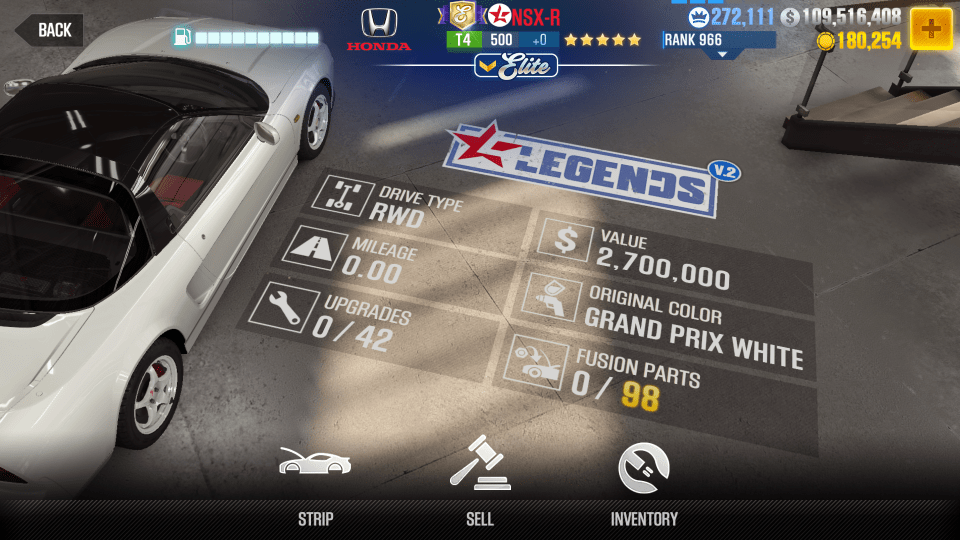 BACK
HONDA
S
NSX-R
T4 500 +0
Elite
272,111
$ 109,516,408
RANK 966
180,254
+
LEGENDS V.2
DRIVE TYPE
RWD
MILEAGE
0.00
UPGRADES
0 / 42
$ VALUE
2,700,000
ORIGINAL COLOR
GRAND PRIX WHITE
FUSION PARTS
0 / 98
STRIP
SELL
INVENTORY